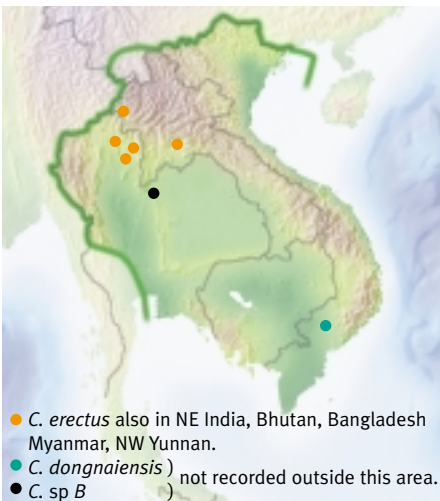 C. erectus also in NE India, Bhutan, Bangladesh
Myanmar, NW Yunnan.
C. dongnaiensis )
not recorded outside this area.
C. sp B )